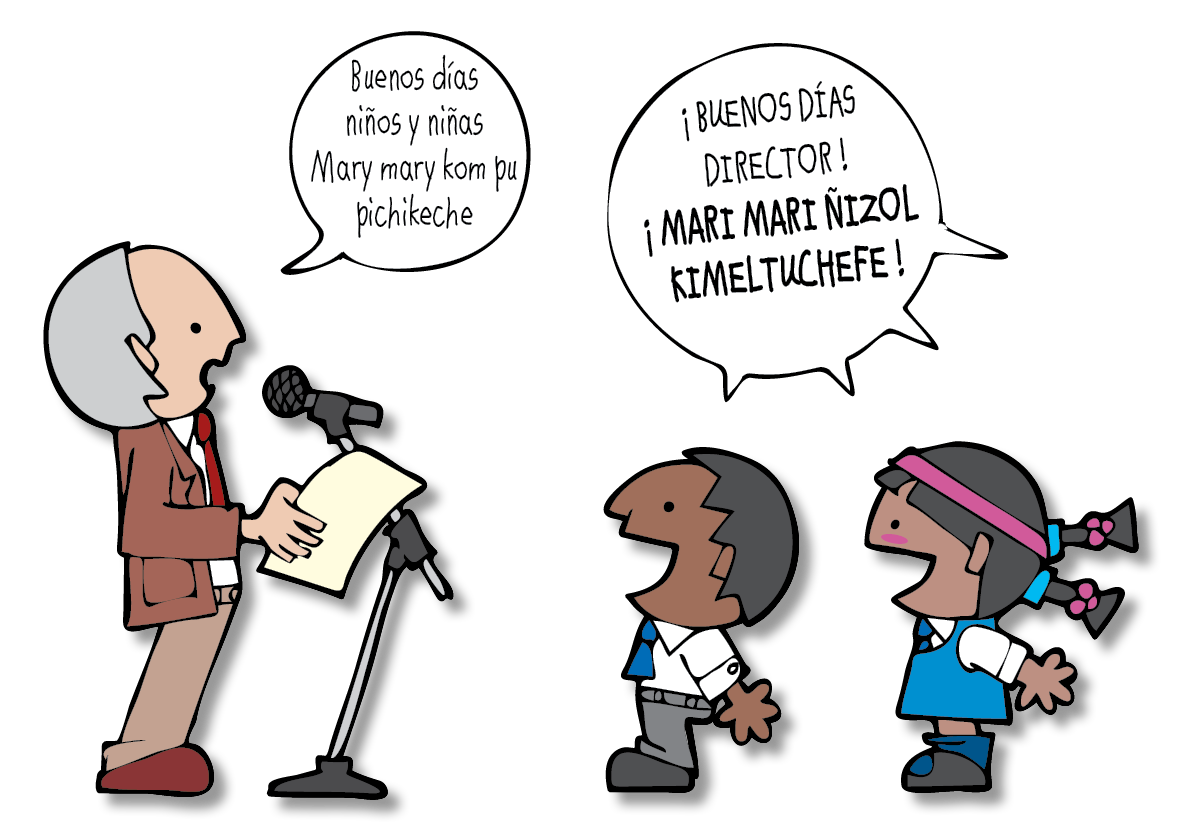 Buenos días
niños y niñas
Mary mary kom pu
pichikeche
¡BUENOS DÍAS
DIRECTOR!
¡MARI MARI ÑIZOL
KIMELTUCHEFE!